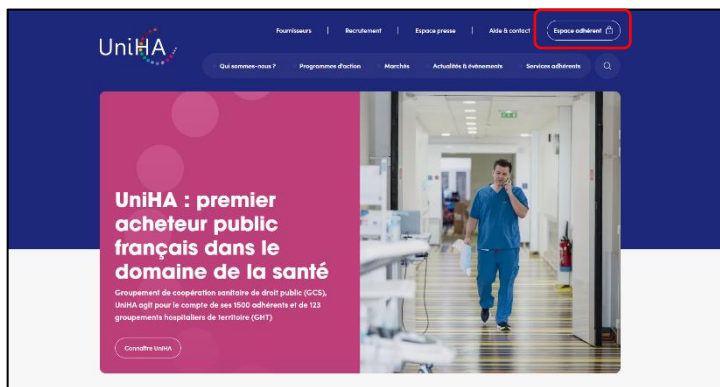 Fournisseurs | Recrutement | Espace presse | Aide & contact Espace adhérent
UniHA
Qui sommes-nous ? Programmes d'action Marchés Actualités & événements Services adhérents
UniHA : premier
acheteur public
français dans le
domaine de la santé
Groupement de coopération sanitaire de droit public (GCS),
UniHA agit pour le compte de ses 1500 adhérents et de 123
groupements hospitaliers de territoire (GHT)
Connaître UniHA